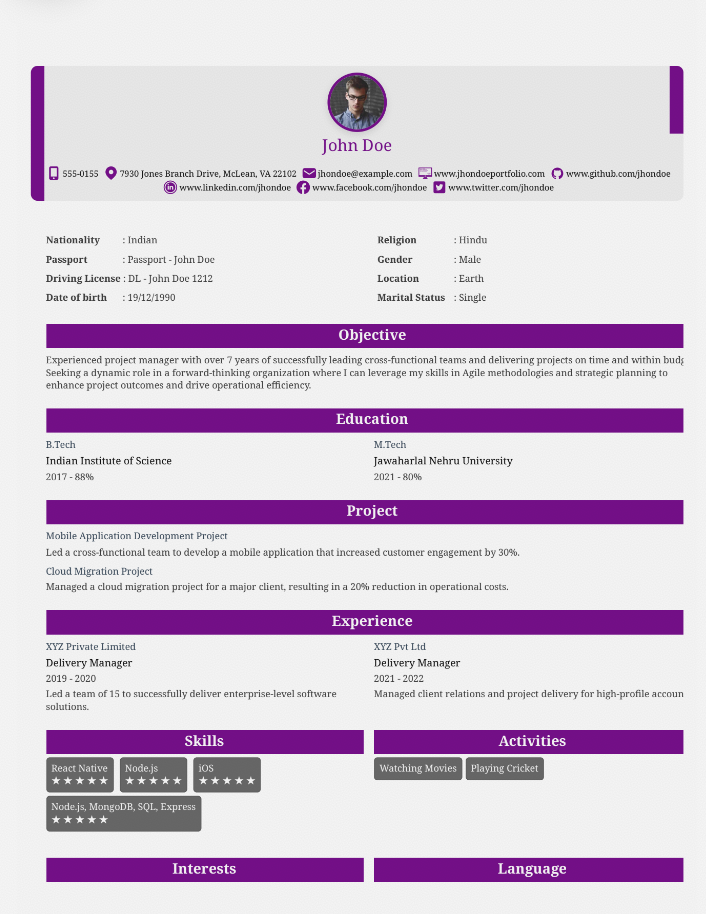 John Doe
555-0155 7930 Jones Branch Drive, McLean, VA 22102 jhondoe@example.com www.jhondoeportfolio.com www.github.com/jhondoe
www.linkedin.com/jhondoe www.facebook.com/jhondoe www.twitter.com/jhondoe
Nationality : Indian
Passport : Passport - John Doe
Driving License : DL - John Doe 1212
Date of birth : 19/12/1990
Religion : Hindu
Gender : Male
Location : Earth
Marital Status : Single
Objective
Experienced project manager with over 7 years of successfully leading cross-functional teams and delivering projects on time and within
Seeking a dynamic role in a forward-thinking organization where I can leverage my skills in Agile methodologies and strategic planning to
enhance project outcomes and drive operational efficiency.
Education
B.Tech
Indian Institute of Science
2017 - 88%
M.Tech
Jawaharlal Nehru University
2021 - 80%
Project
Mobile Application Development Project
Led a cross-functional team to develop a mobile application that increased customer engagement by 30%.
Cloud Migration Project
Managed a cloud migration project for a major client, resulting in a 20% reduction in operational costs.
Experience
XYZ Private Limited
Delivery Manager
2019 - 2020
Led a team of 15 to successfully deliver enterprise-level software
solutions.
XYZ Pvt Ltd
Delivery Manager
2021 - 2022
Managed client relations and project delivery for high-profile accoun
Skills
React Native
★★★★★
Node.js
★★★★★
iOS
★★★★★
Node.js, MongoDB, SQL, Express
★★★★★
Activities
Watching Movies
Playing Cricket
Interests
Language